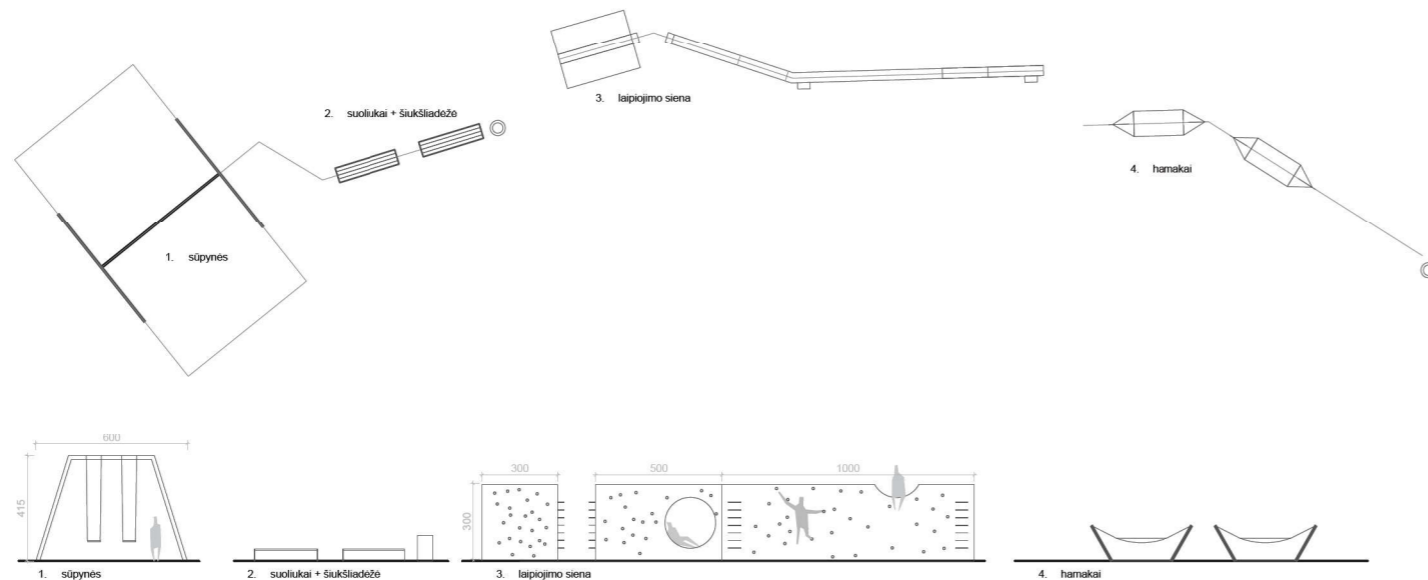 3. laipiojimo siena
2. suoliukai + šiukšliadėžė
4. hamakai
1. sūpynės
600
415
300
500
1000
300
1. sūpynės
2. suoliukai + šiukšliadėžė
3. laipiojimo siena
4. hamakai